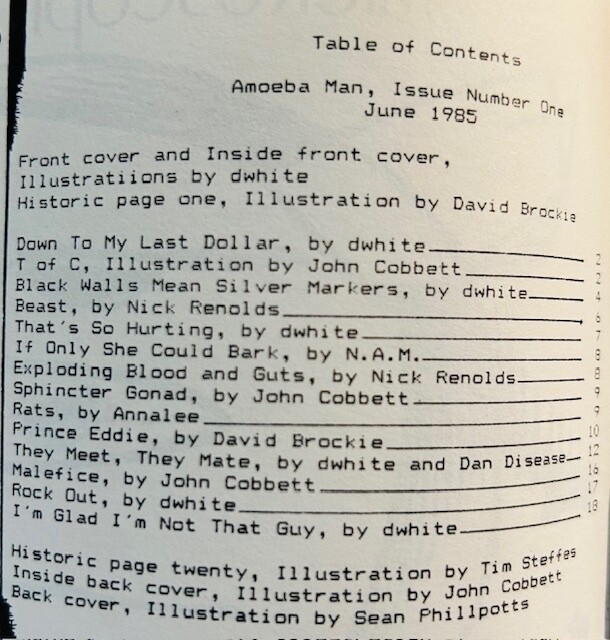 Table of Contents
Amoeba Man, Issue Number One
June 1985
Front cover and Inside front cover,
Illustratiions by dwhite
Historic page one, Illustration by David Brockie
Down To My Last Dollar, by dwhite 2
T of C, Illustration by John Cobbett 2
Black Walls Mean Silver Markers, by dwhite 4
Beast, by Nick Renolds 6
That's So Hurting, by dwhite 7
If Only She Could Bark, by N.A.M. 8
Exploding Blood and Guts, by Nick Renolds 8
Sphincter Gonad, by John Cobbett 9
Rats, by Annalee 9
Prince Eddie, by David Brockie 10
They Meet, They Mate, by dwhite and Dan Disease 12
Malefice, by John Cobbett 16
Rock Out, by dwhite 17
I'm Glad I'm Not That Guy, by dwhite 18
Historic page twenty, Illustration by Tim Steffes
Inside back cover, Illustration by John Cobbett
Back cover, Illustration by Sean Phillpotts